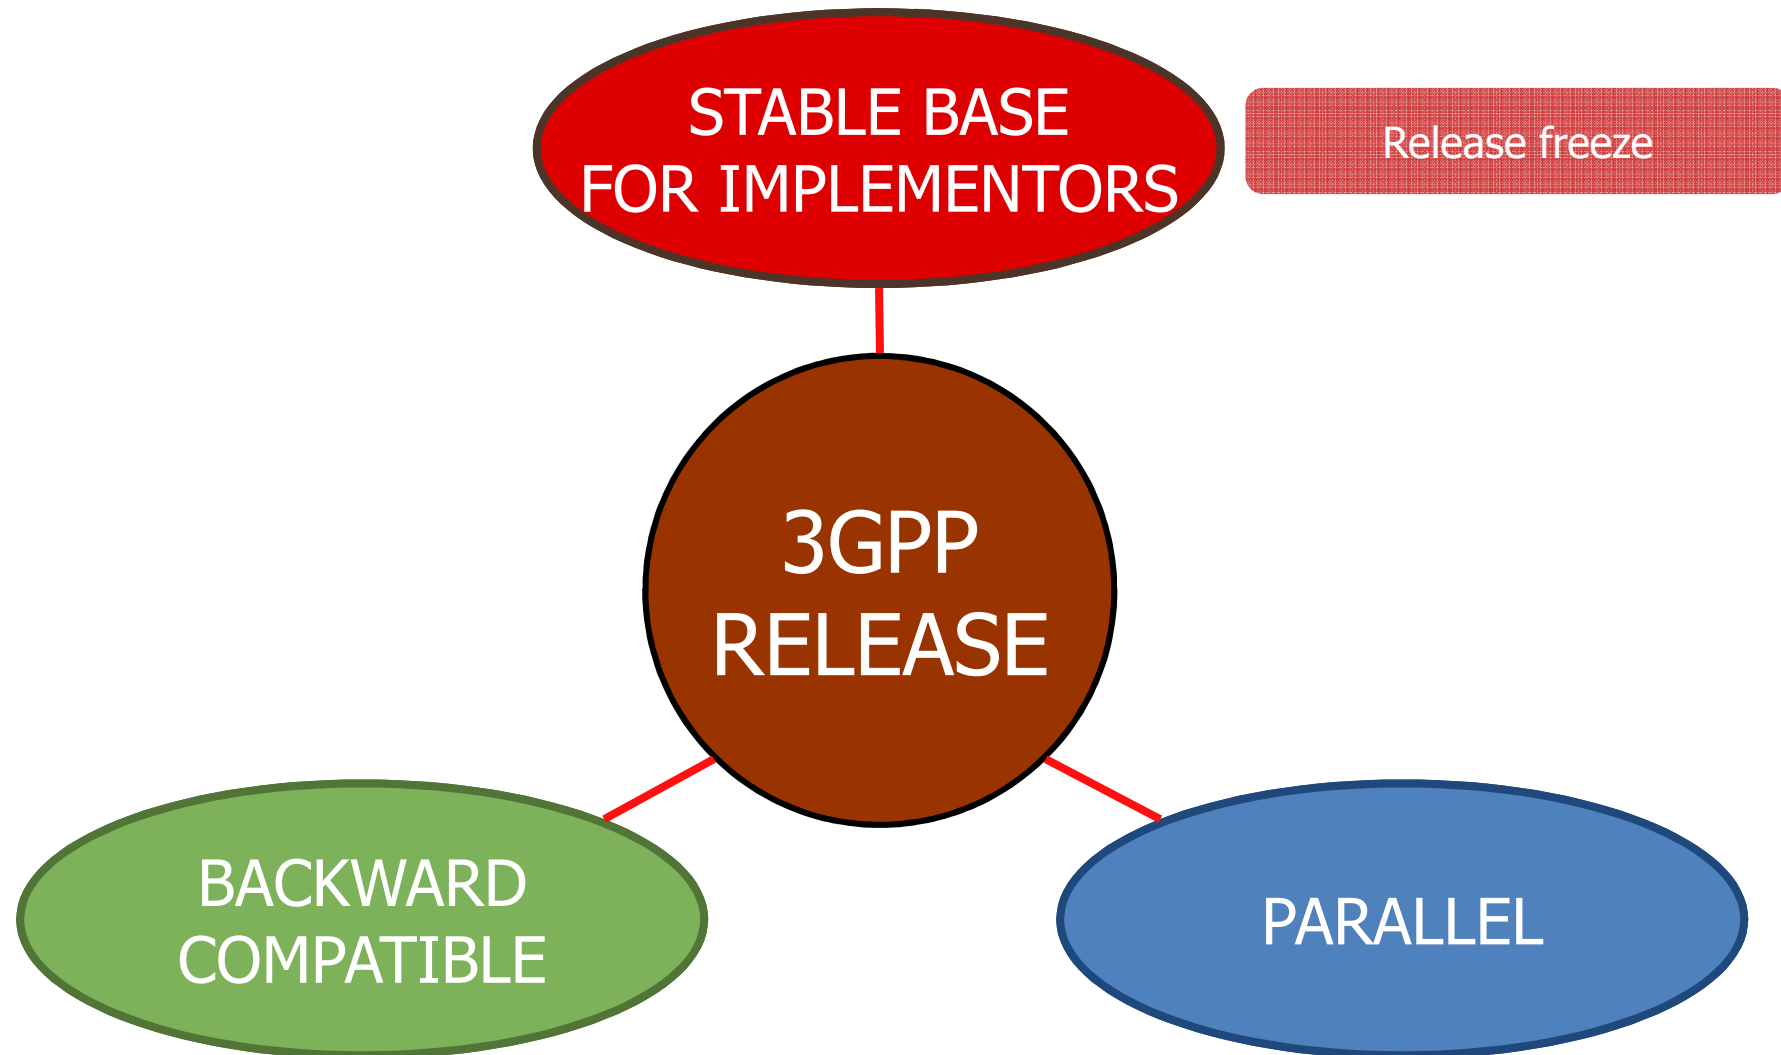 STABLE BASE
FOR IMPLEMENTORS
Release freeze
3GPP
RELEASE
BACKWARD
COMPATIBLE
PARALLEL